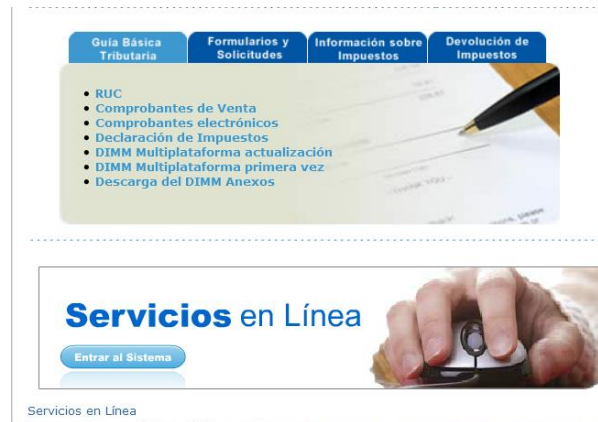 Guía Básica Tributaria
Formularios y Solicitudes
Información sobre Impuestos
Devolución de Impuestos
RUC
Comprobantes de Venta
Comprobantes electrónicos
Declaración de Impuestos
DIMM Multiplataforma actualización
DIMM Multiplataforma primera vez
Descarga del DIMM Anexos
Servicios en Línea
Entrar al Sistema
Servicios en Línea